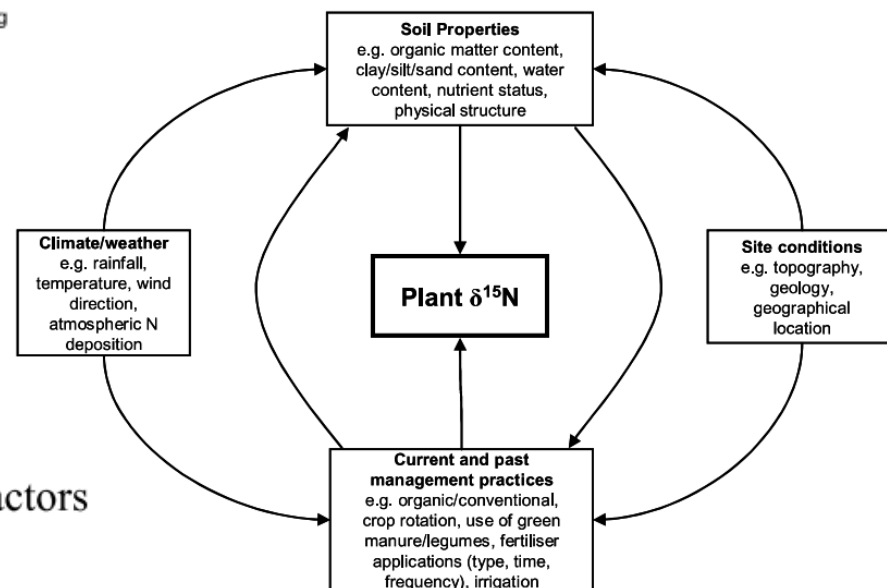 g
Soil Properties
e.g. organic matter content,
clay/silt/sand content, water
content, nutrient status,
physical structure
Climate/weather
e.g. rainfall,
temperature, wind
direction,
atmospheric N
deposition
Plant δ¹⁵N
Site conditions
e.g. topography,
geology,
geographical
location
actors
Current and past
management practices
e.g. organic/conventional,
crop rotation, use of green
manure/legumes, fertiliser
applications (type, time,
frequency), irrigation